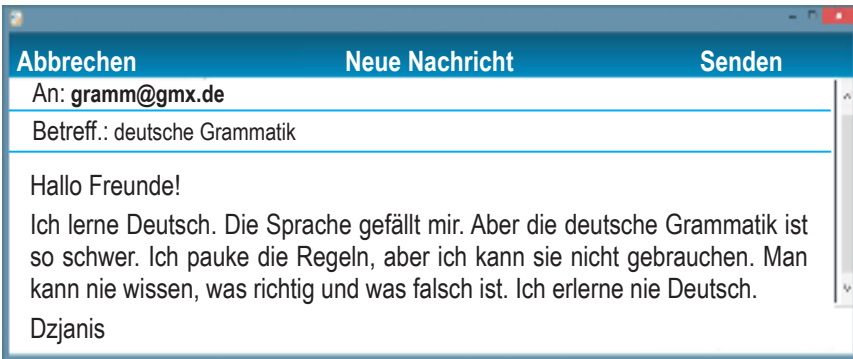 Abbrechen Neue Nachricht Senden
An: gramm@gmx.de
Betreff.: deutsche Grammatik
Hallo Freunde!
Ich lerne Deutsch. Die Sprache gefällt mir. Aber die deutsche Grammatik ist
so schwer. Ich pauke die Regeln, aber ich kann sie nicht gebrauchen. Man
kann nie wissen, was richtig und was falsch ist. Ich erlerne nie Deutsch.
Dzjanis